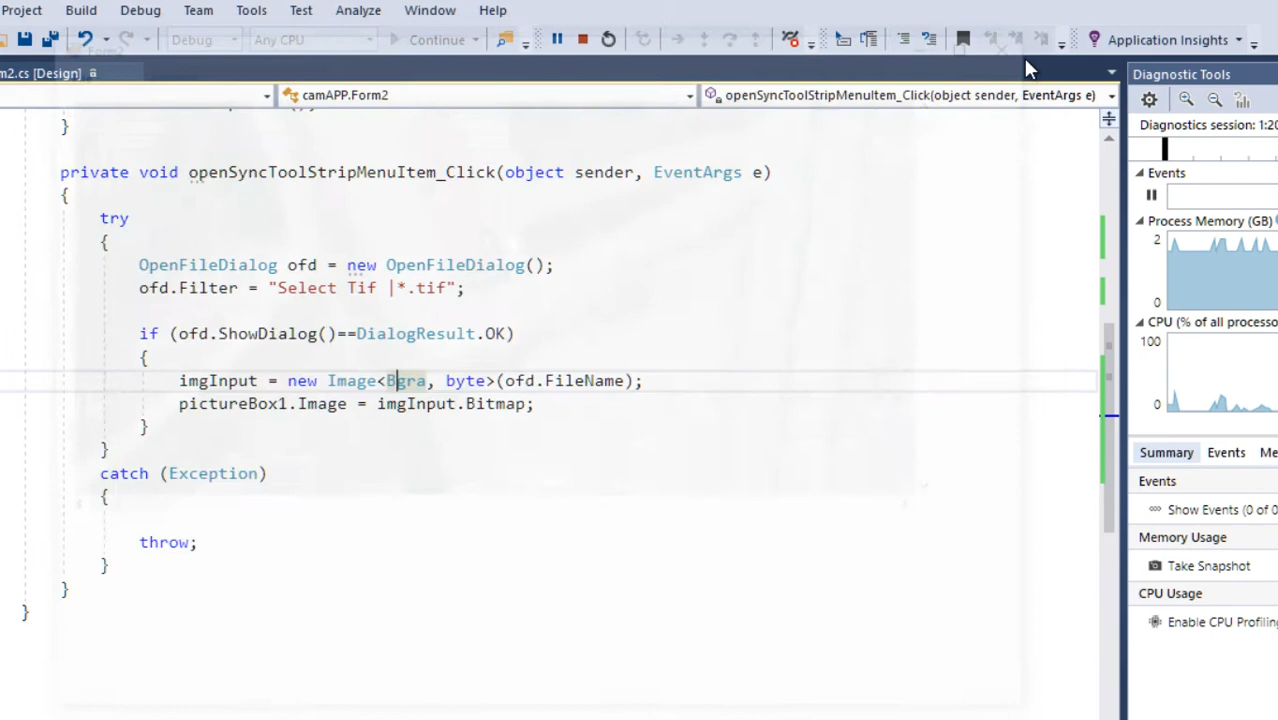 Project Build Debug Team Tools Test Analyze Window Help
Debug Any CPU Continue Application Insights
m2.cs [Design] Diagnostic Tools
camAPP.Form2 openSyncToolStripMenuItem_Click(object sender, EventArgs e)
}
private void openSyncToolStripMenuItem_Click(object sender, EventArgs e)
{
try
{
OpenFileDialog ofd = new OpenFileDialog();
ofd.Filter = "Select Tif |*.tif";
if (ofd.ShowDialog()==DialogResult.OK)
{
imgInput = new Image<Bgra, byte>(ofd.FileName);
pictureBox1.Image = imgInput.Bitmap;
}
}
catch (Exception)
{
throw;
}
}
}
Diagnostics session: 1:20
Events
Process Memory (GB)
2
0
CPU (% of all processo
100
0
Summary Events Me
Events
Show Events (0 of 0
Memory Usage
Take Snapshot
CPU Usage
Enable CPU Profiling